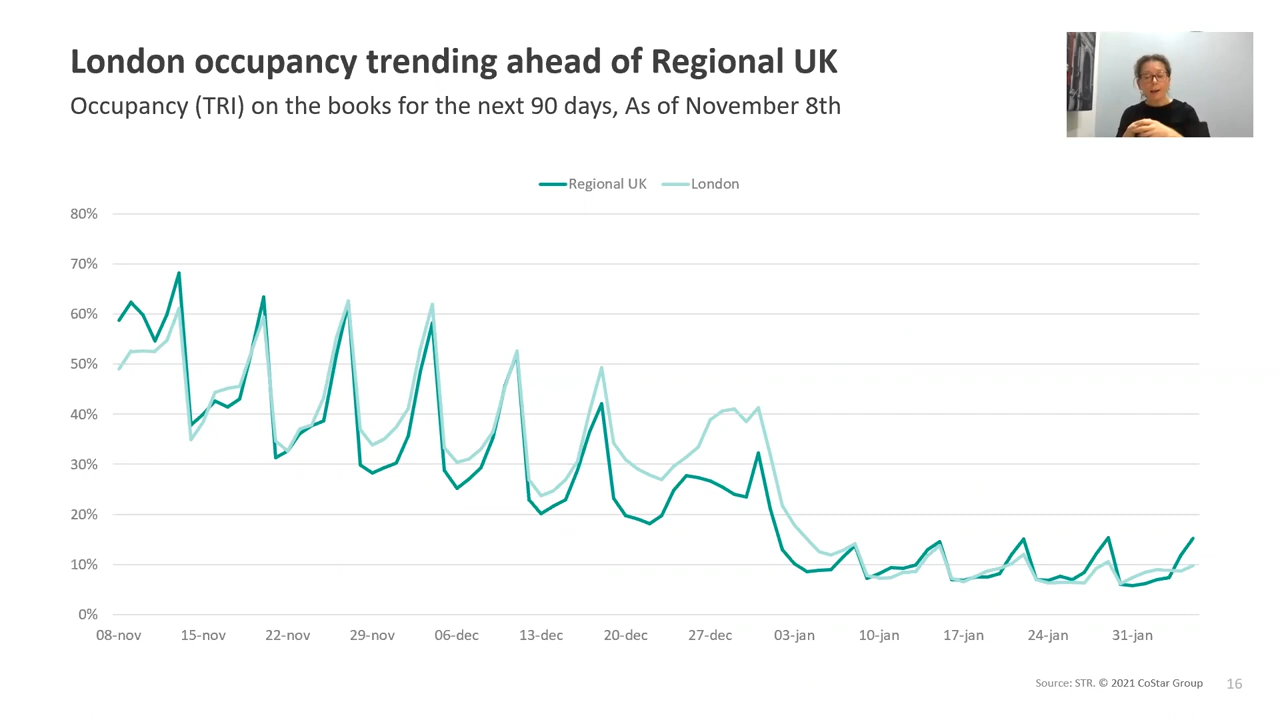 London occupancy trending ahead of Regional UK
Occupancy (TRI) on the books for the next 90 days, As of November 8th
Regional UK London
80%
70%
60%
50%
40%
30%
20%
10%
0%
08-nov 15-nov 22-nov 29-nov 06-dec 13-dec 20-dec 27-dec 03-jan 10-jan 17-jan 24-jan 31-jan
Source: STR. © 2021 CoStar Group 16